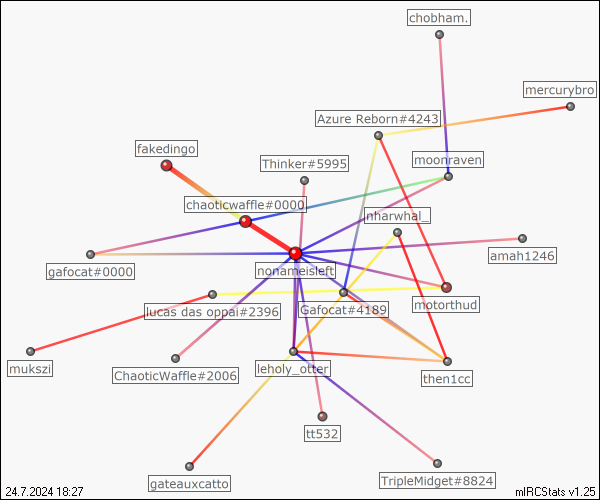 chobham.
mercurybro
Azure Reborn#4243
fakedingo
moonraven
Thinker#5995
chaoticwaffle#0000
nharwhal_
amah1246
gafocat#0000
nonameisleft
motorthud
lucas das oppai#2396
Gafocat#4189
mukszi
ChaoticWaffle#2006
leholy_otter
then1cc
tt532
gateauxcatto
TripleMidget#8824
24.7.2024 18:27
mIRCStats v1.25